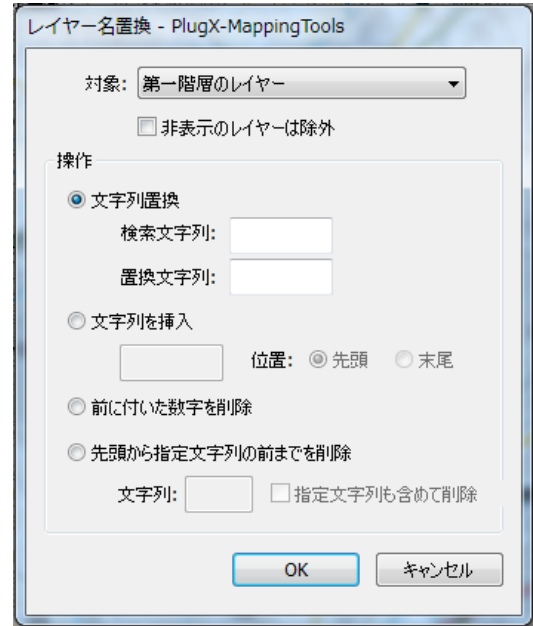 レイヤー名置換 - PlugX-MappingTools
対象: 第一階層のレイヤー
非表示のレイヤーは除外
操作
文字列置換
検索文字列:
置換文字列:
文字列を挿入
位置: 先頭 末尾
前に付いた数字を削除
先頭から指定文字列の前までを削除
文字列: 指定文字列も含めて削除
OK キャンセル